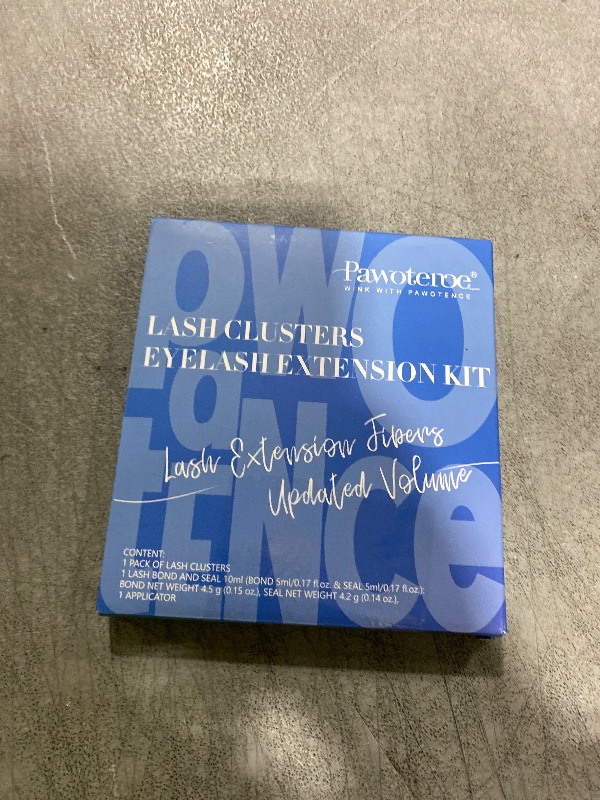 Pawoteroe®
WINK WITH PAWOTENCE
LASH CLUSTERS
EYELASH EXTENSION KIT
Lash Extension Fibers
Updated Volume
CONTENT:
1 PACK OF LASH CLUSTERS
1 LASH BOND AND SEAL 10ml (BOND 5ml/0.17 fl.oz. & SEAL 5ml/0.17 fl.oz.);
BOND NET WEIGHT 4.5 g (0.15 oz.), SEAL NET WEIGHT 4.2 g (0.14 oz.),
1 APPLICATOR